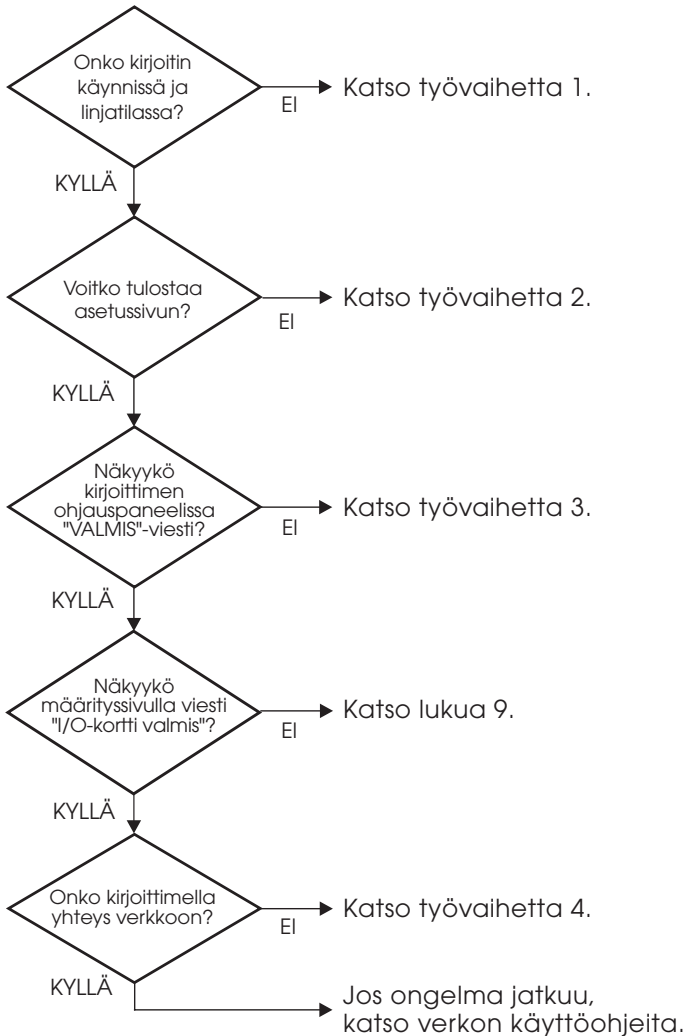 Onko kirjoitin
käynnissä ja
linjatilassa?
EI
Katso työvaihetta 1.
KYLLÄ
Voitko tulostaa
asetussivun?
EI
Katso työvaihetta 2.
KYLLÄ
Näkyykö
kirjoittimen
ohjauspaneelissa
"VALMIS"-viesti?
EI
Katso työvaihetta 3.
KYLLÄ
Näkyykö
määrityssivulla viesti
"I/O-kortti valmis"?
EI
Katso lukua 9.
KYLLÄ
Onko kirjoittimella
yhteys verkkoon?
EI
Katso työvaihetta 4.
KYLLÄ
Jos ongelma jatkuu,
katso verkon käyttöohjeita.